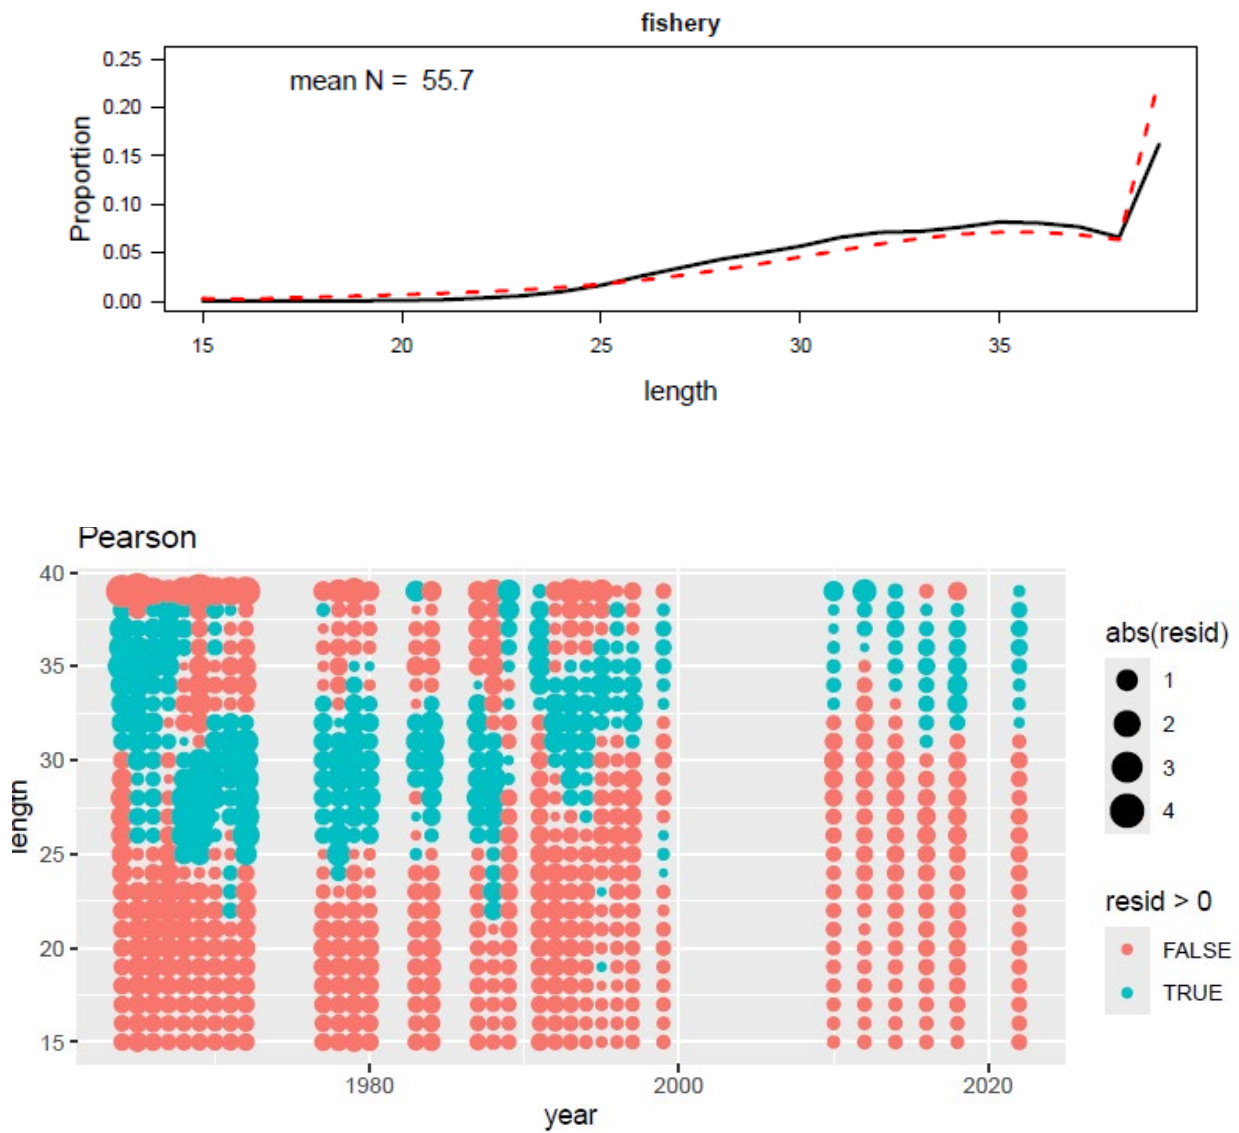 fishery
mean N = 55.7
0.25
0.20
0.15
0.10
0.05
0.00
Proportion
15 20 25 30 35
length
Pearson
40
35
30
25
20
15
length
1980 2000 2020
year
abs(resid)
1
2
3
4
resid > 0
FALSE
TRUE